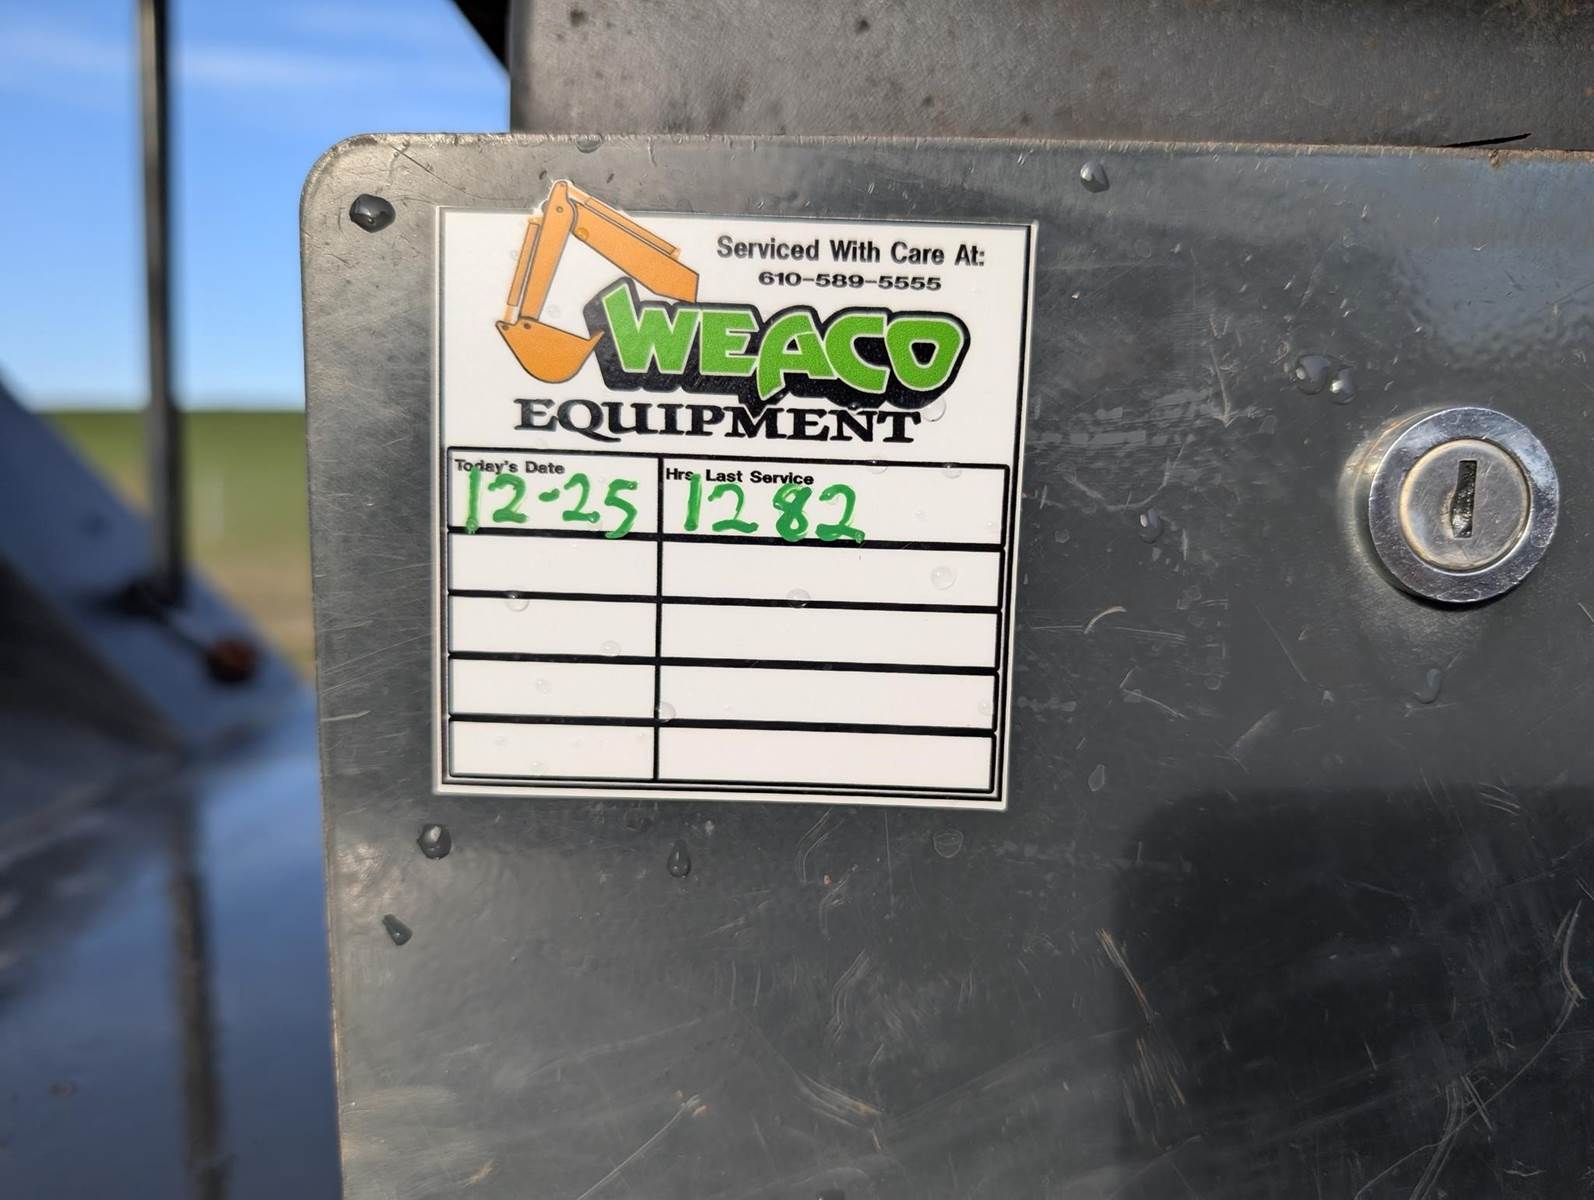 Serviced With Care At:
610-589-5555
WEACO
EQUIPMENT
Today's Date Hrs. Last Service
12-25 1282